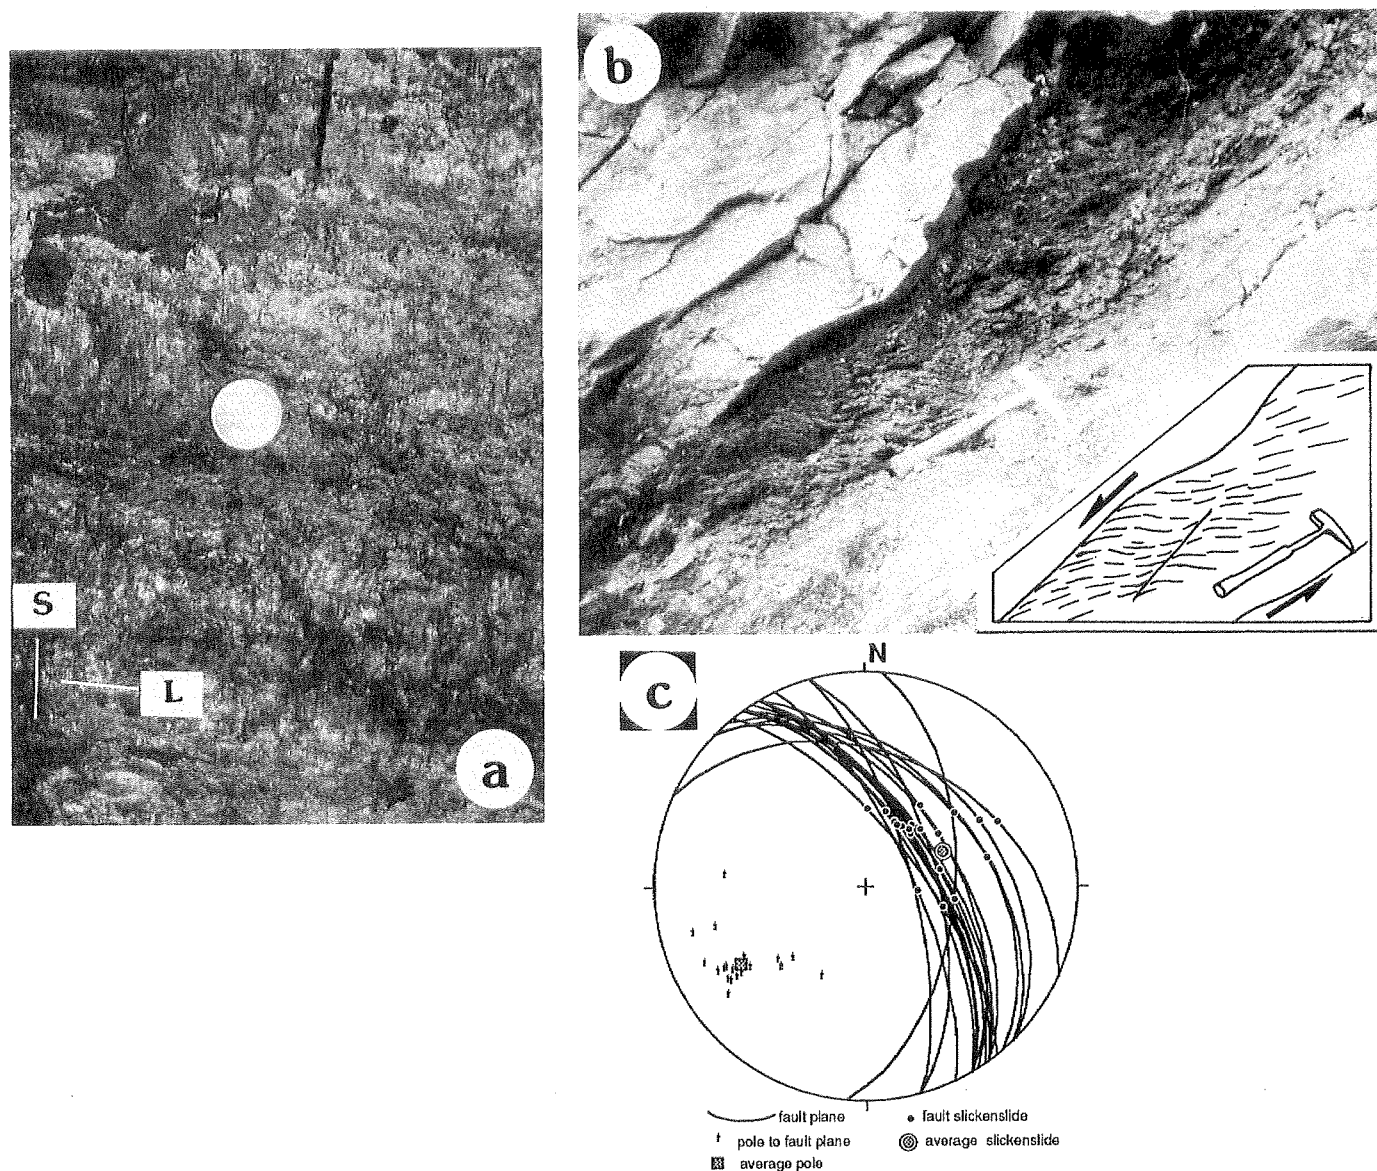 b
S
L
a
c
N
fault plane
fault slickenslide
pole to fault plane
average slickenslide
average pole